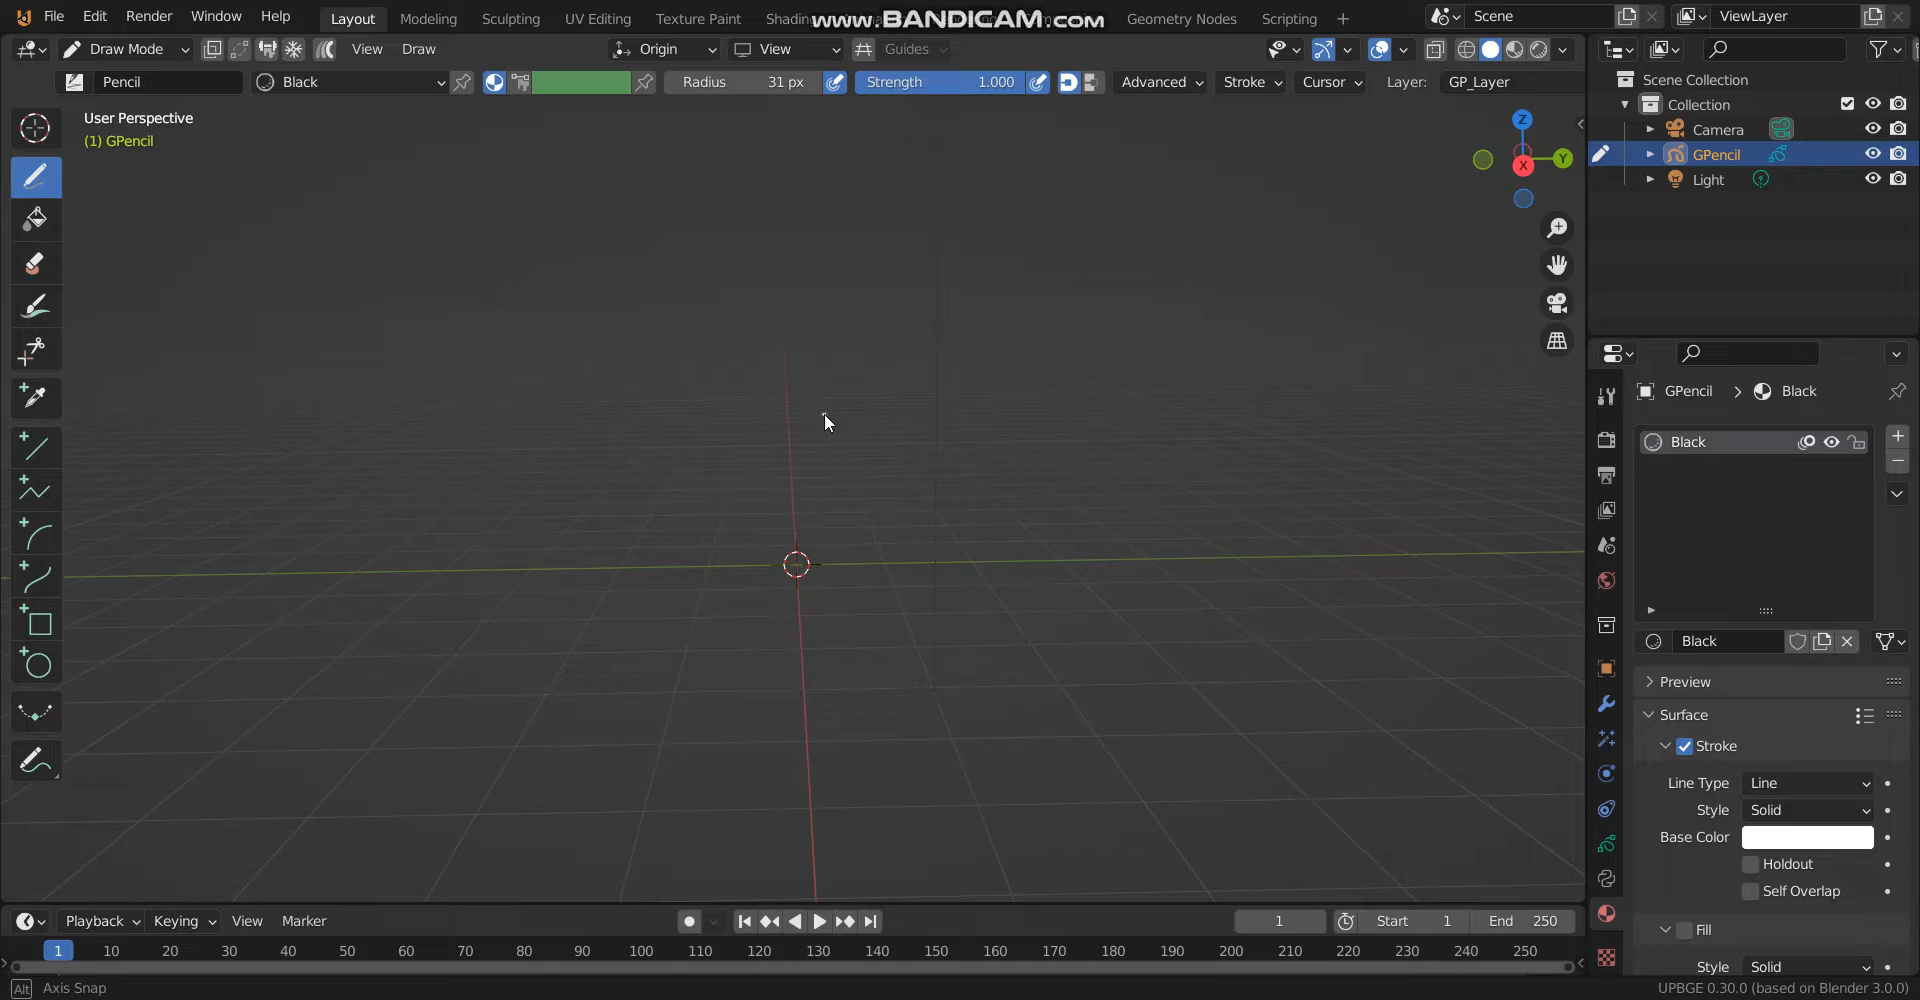 File Edit Render Window Help Layout Modeling Sculpting UV Editing Texture Paint Shading Geometry Nodes Scripting Scene ViewLayer
www.BANDICAM.com
Draw Mode View Draw Origin View Guides
Pencil Black Radius 31 px Strength 1.000 Advanced Stroke Cursor Layer: GP_Layer
User Perspective
(1) GPencil
Z
Y
X
Scene Collection
Collection
Camera
GPencil
Light
GPencil > Black
Black
Black
Preview
Surface
Stroke
Line Type Line
Style Solid
Base Color
Holdout
Self Overlap
Fill
Style Solid
Playback Keying View Marker 1 Start 1 End 250
1 10 20 30 40 50 60 70 80 90 100 110 120 130 140 150 160 170 180 190 200 210 220 230 240 250
Alt Axis Snap
UPBGE 0.30.0 (based on Blender 3.0.0)